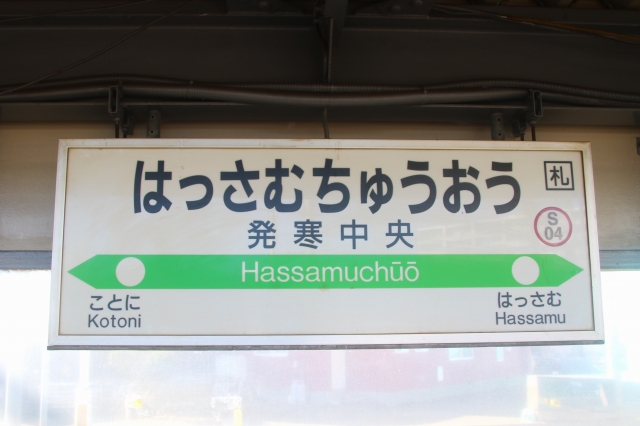 はっさむちゅうおう
札
発寒中央
S
04
Hassamuchūō
ことに
Kotoni
はっさむ
Hassamu